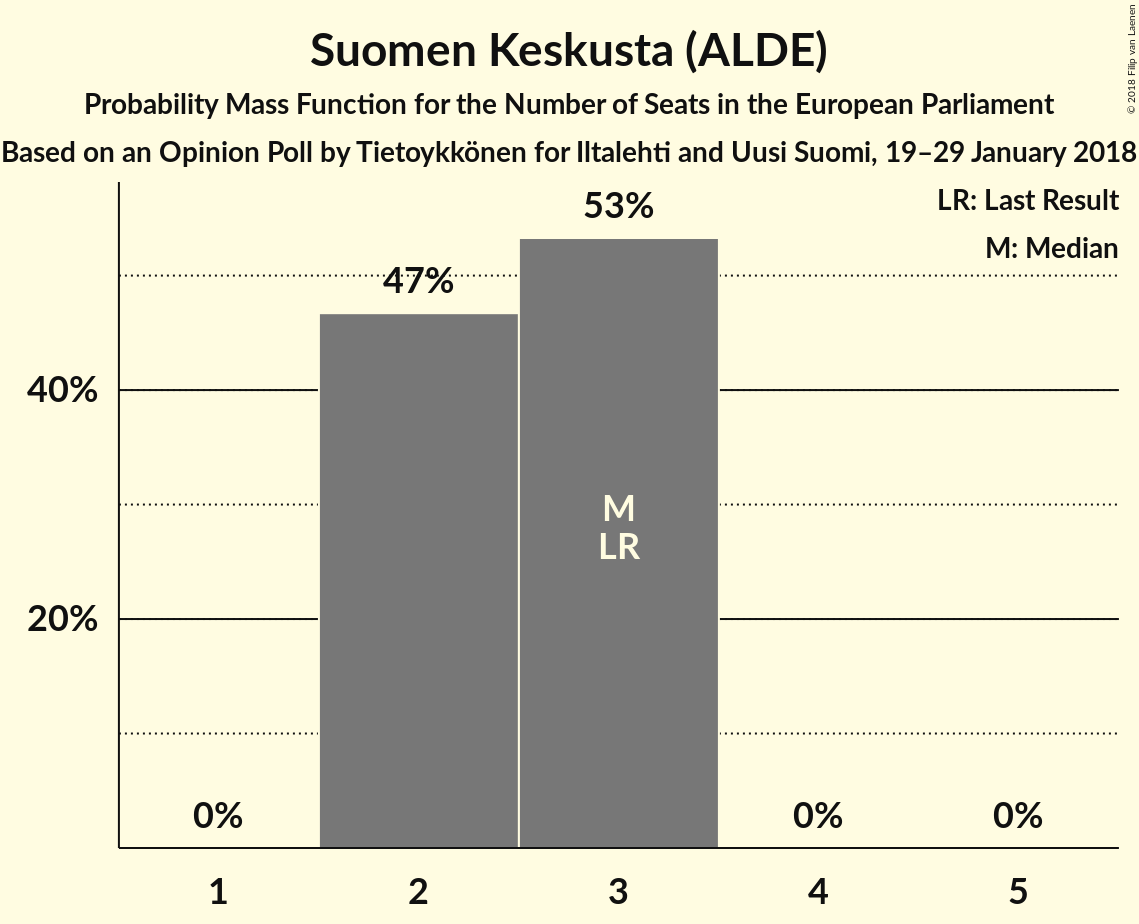 Suomen Keskusta (ALDE)
Probability Mass Function for the Number of Seats in the European Parliament
Based on an Opinion Poll by Tietoykkönen for Iltalehti and Uusi Suomi, 19–29 January 2018
© 2018 Filip van Laenen
LR: Last Result
M: Median
53%
47%
40%
20%
M
LR
0%
0%
0%
1
2
3
4
5